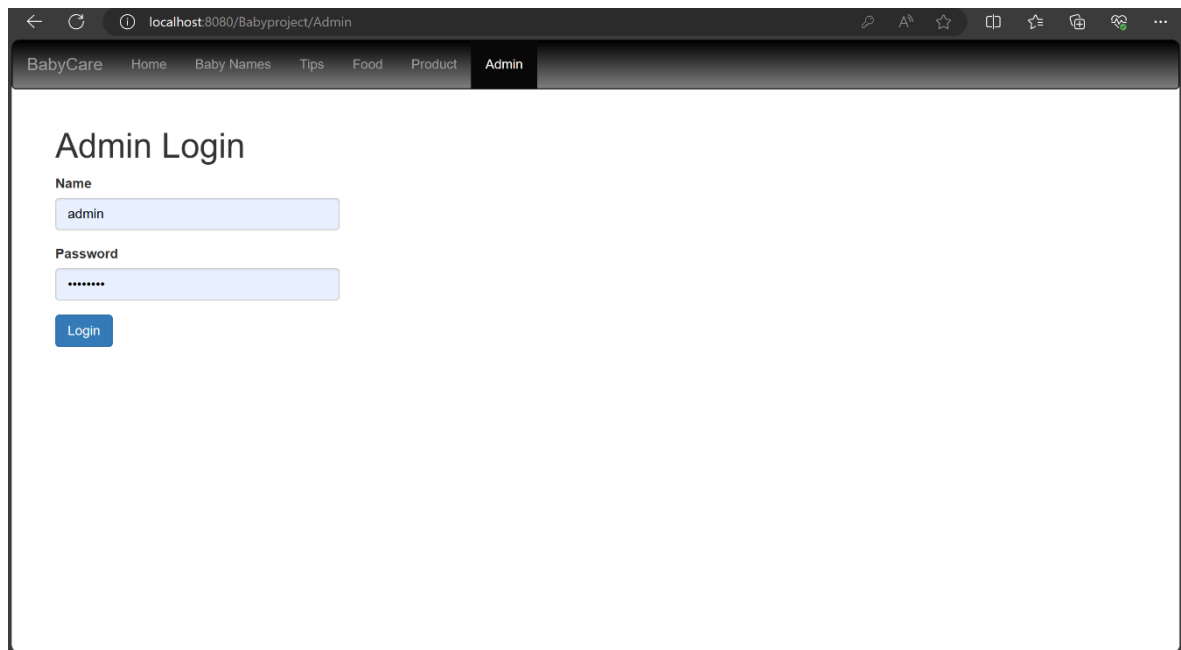 localhost:8080/Babyproject/Admin
BabyCare Home Baby Names Tips Food Product Admin
Admin Login
Name
admin
Password
••••••••
Login